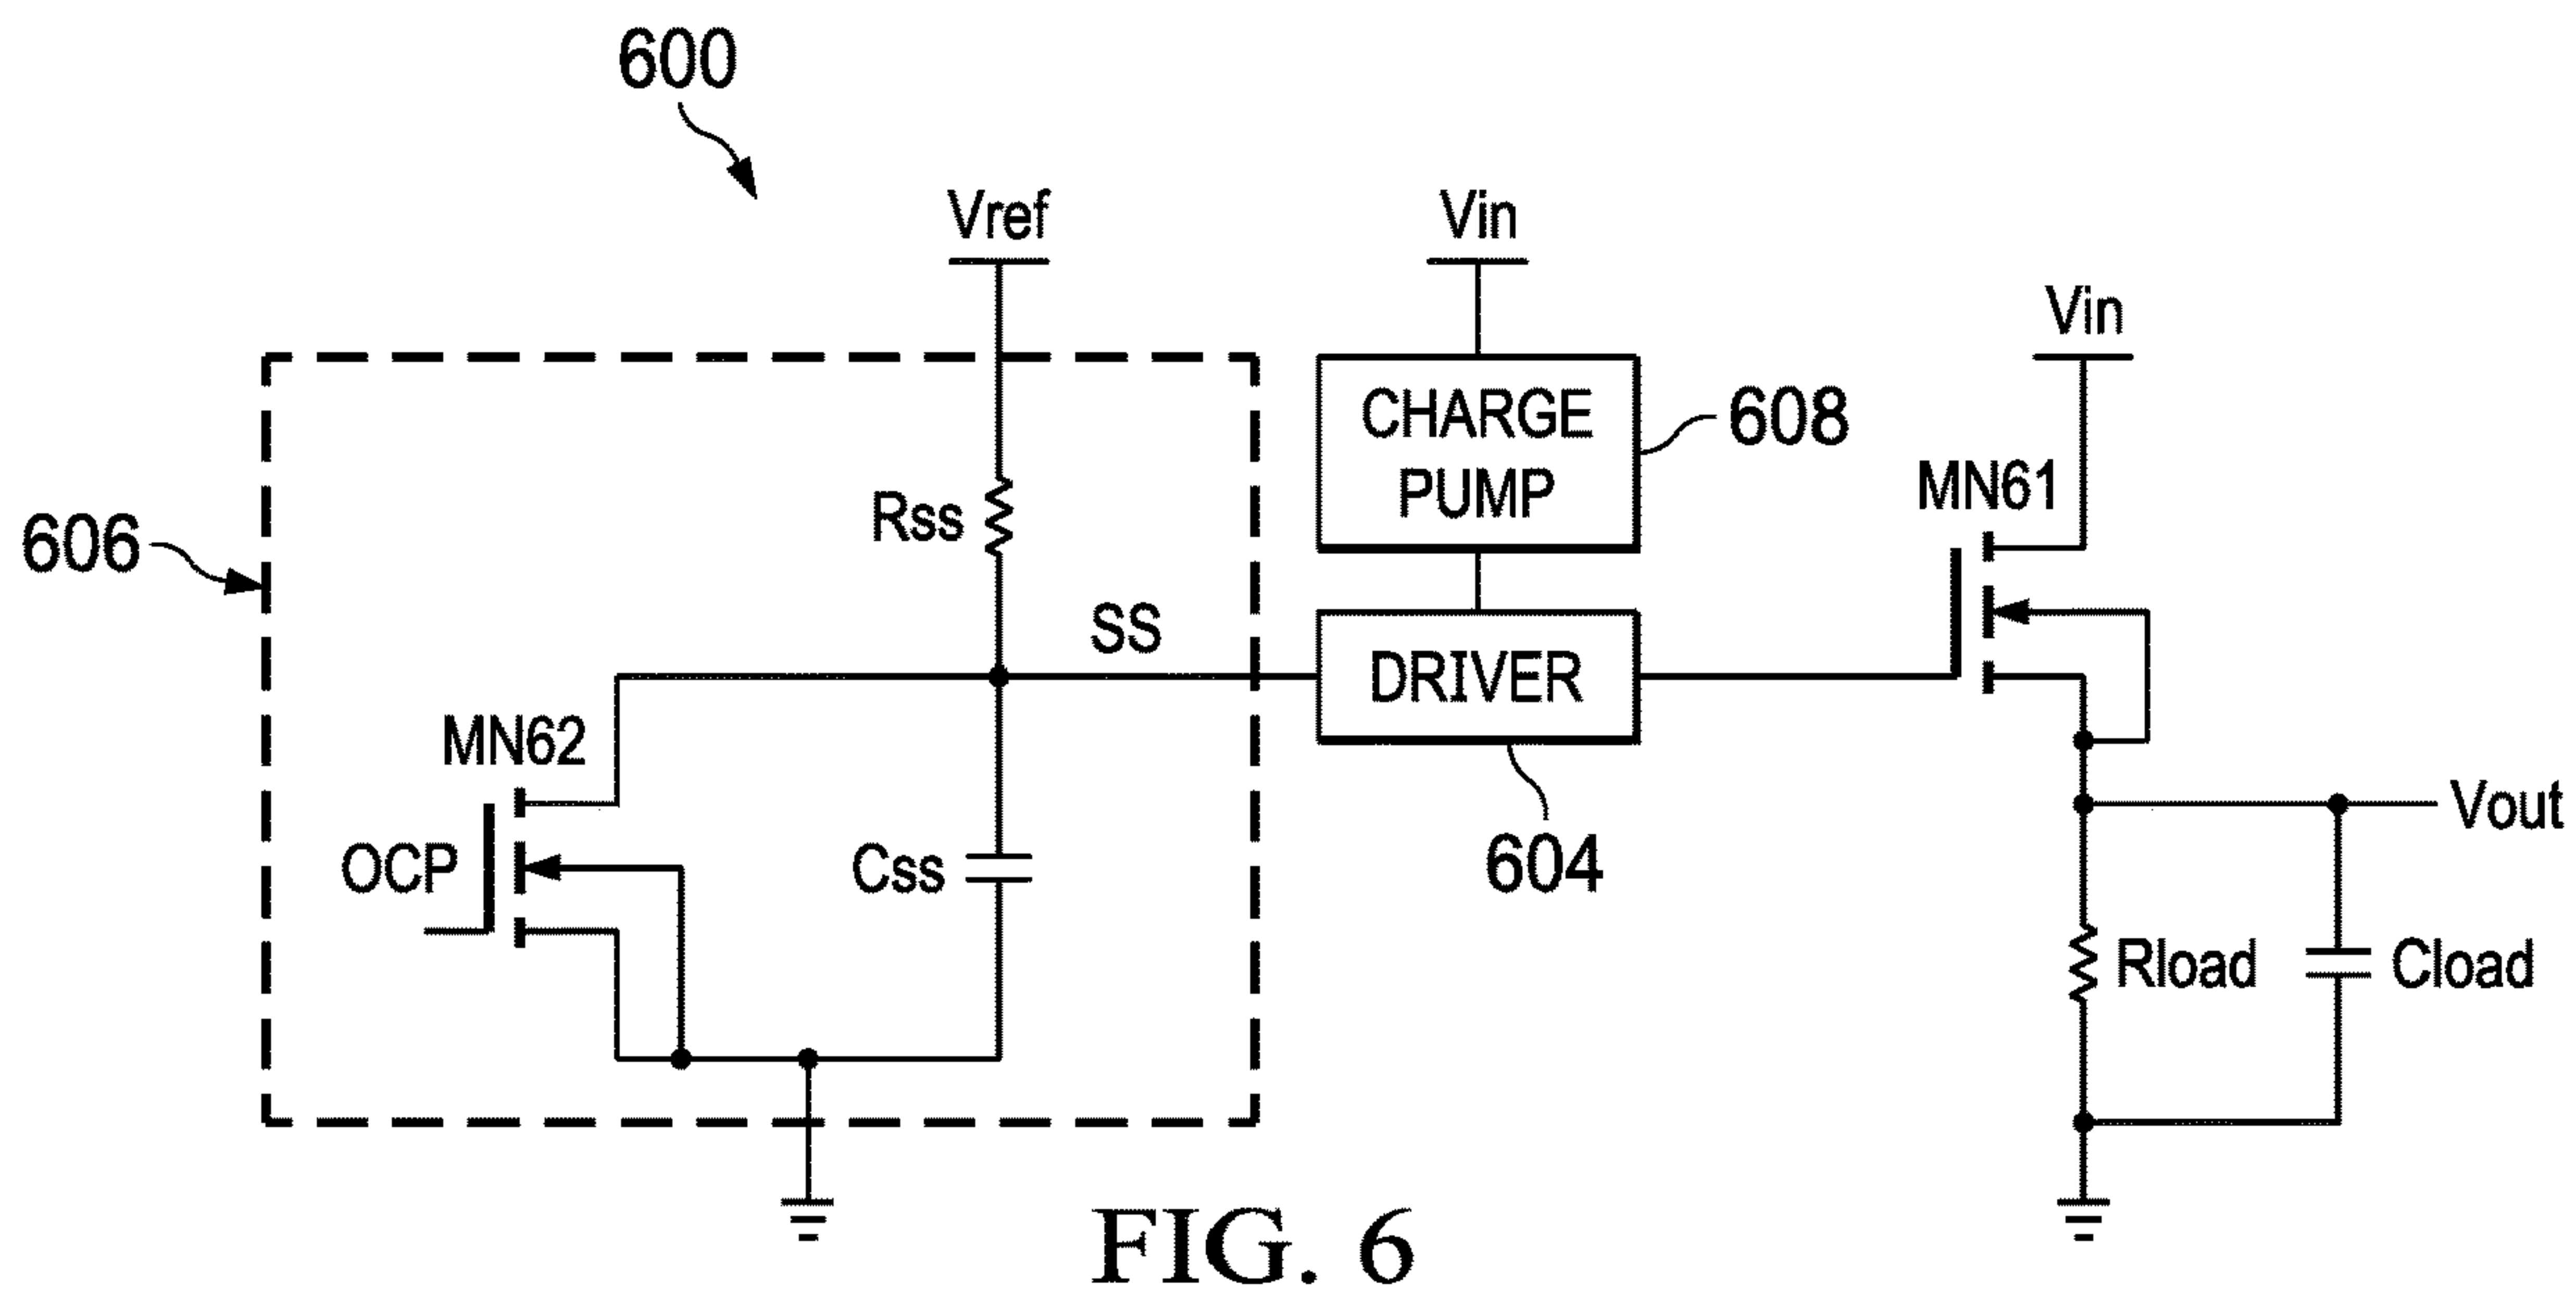 600
Vref
Vin
Vin
CHARGE
PUMP
608
MN61
Rss
606
SS
DRIVER
MN62
Vout
OCP
Css
604
Rload
Cload
FIG. 6